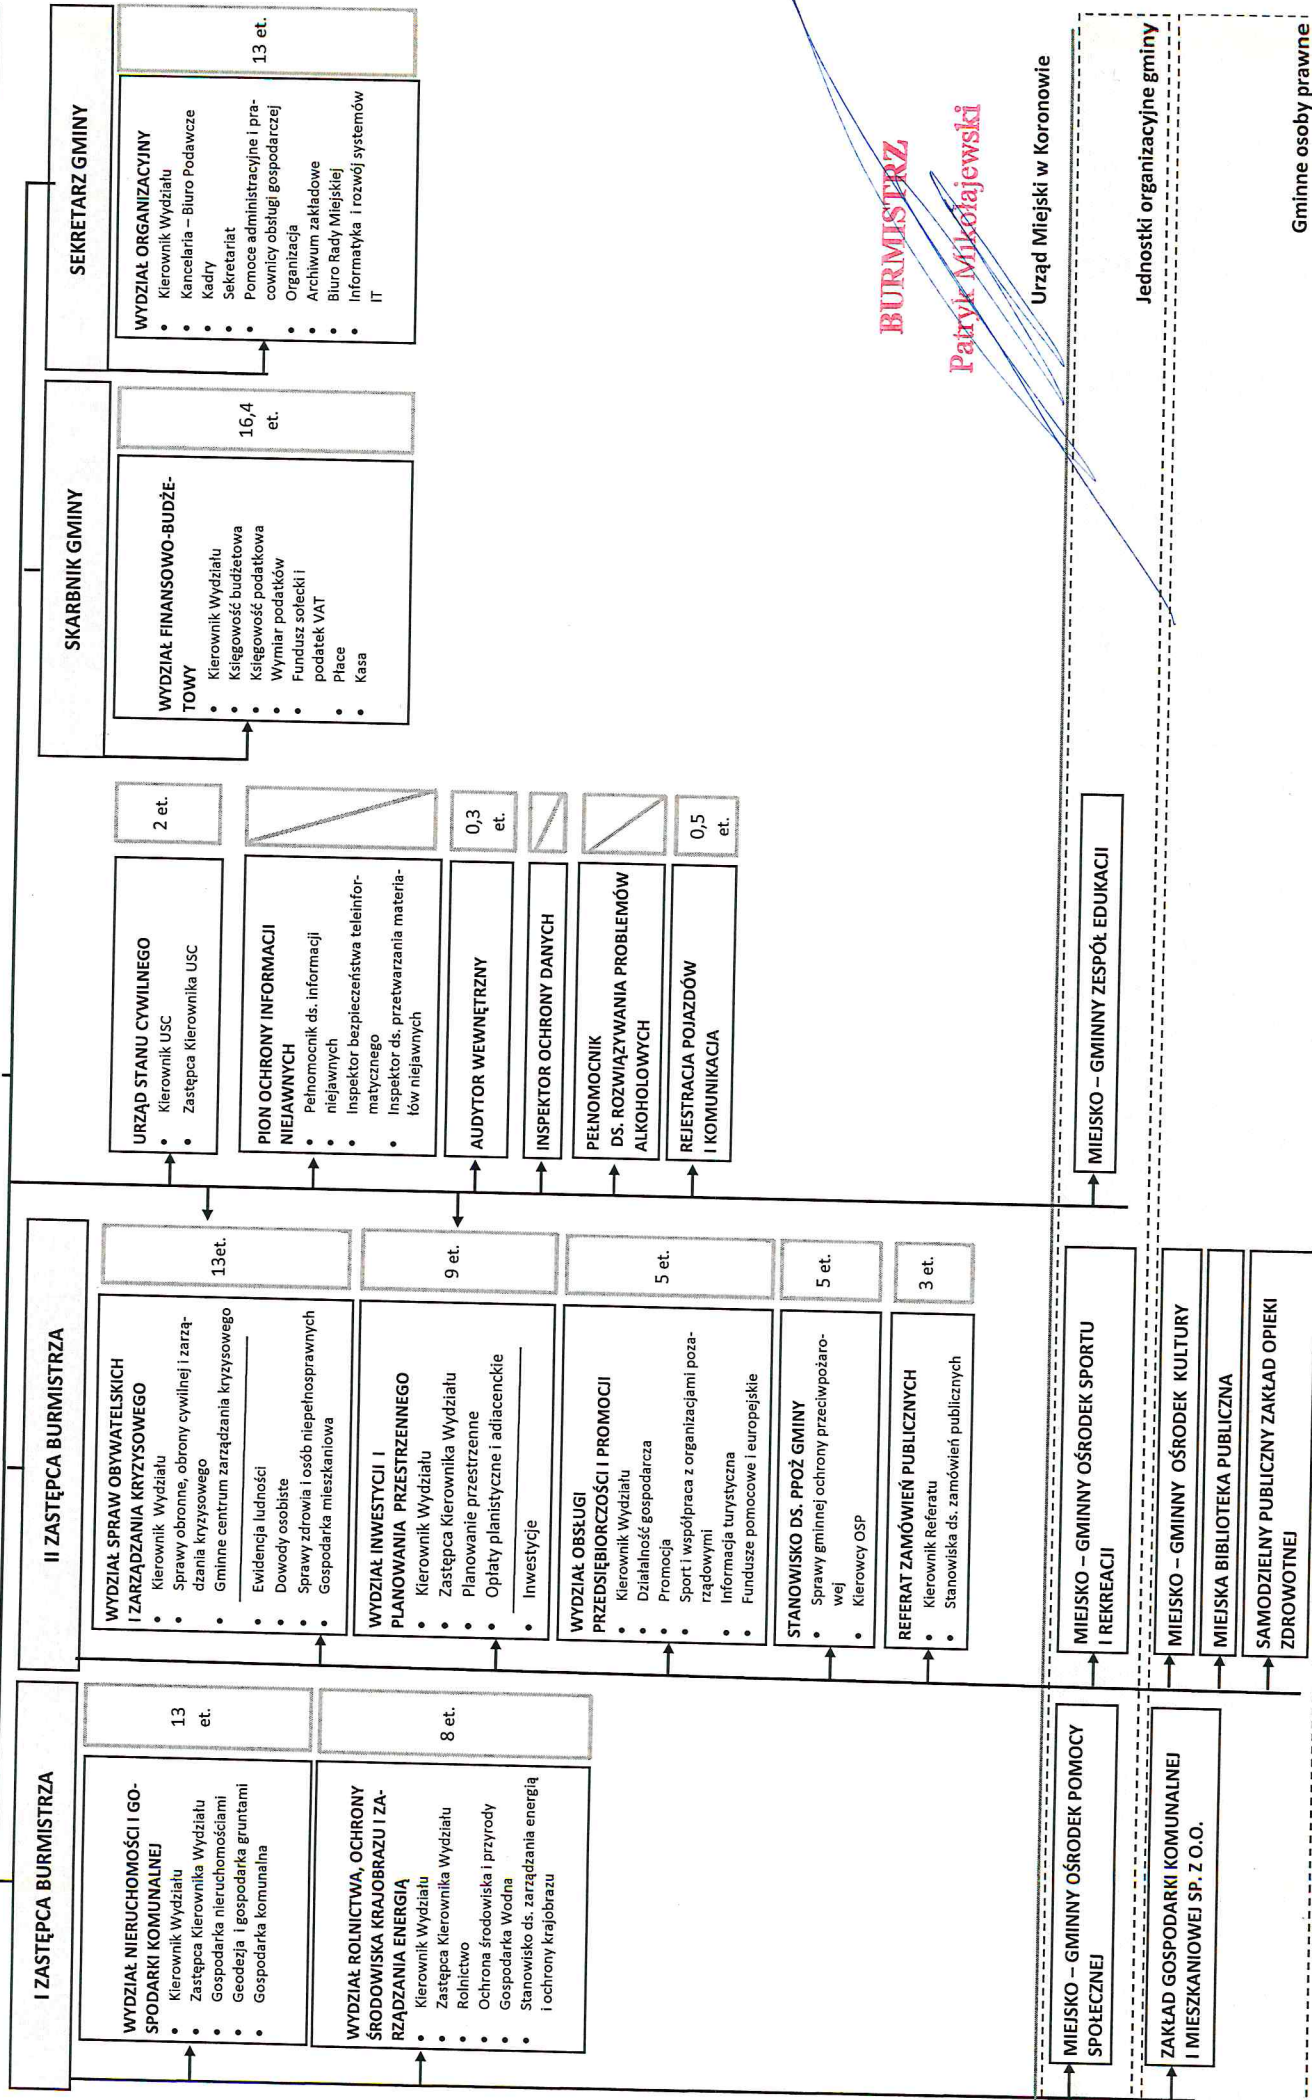 I ZASTĘPCA BURMISTRZA
WYDZIAŁ NIERUCHOMOŚCI I GO-
SPODARKI KOMUNALNEJ
• Kierownik Wydziału
• Zastępca Kierownika Wydziału
• Gospodarka nieruchomościami
• Geodezja i gospodarka gruntami
• Gospodarka komunalna
13
et.
WYDZIAŁ ROLNICTWA, OCHRONY
ŚRODOWISKA KRAJOBRAZU I ZA-
RZĄDZANIA ENERGIĄ
• Kierownik Wydziału
• Zastępca Kierownika Wydziału
• Rolnictwo
• Ochrona środowiska i przyrody
• Gospodarka Wodna
• Stanowisko ds. zarządzania energią
i ochrony krajobrazu
8 et.
MIEJSKO – GMINNY OŚRODEK POMOCY
SPOŁECZNEJ
ZAKŁAD GOSPODARKI KOMUNALNEJ
I MIESZKANIOWEJ SP. Z O.O.
II ZASTĘPCA BURMISTRZA
WYDZIAŁ SPRAW OBYWATELSKICH
I ZARZĄDZANIA KRYZYSOWEGO
• Kierownik Wydziału
• Sprawy obronne, obrony cywilnej i zarzą-
dzania kryzysowego
• Gminne centrum zarządzania kryzysowego
• Ewidencja ludności
• Dowody osobiste
• Sprawy zdrowia i osób niepełnosprawnych
• Gospodarka mieszkaniowa
13et.
WYDZIAŁ INWESTYCJI I
PLANOWANIA PRZESTRZENNEGO
• Kierownik Wydziału
• Zastępca Kierownika Wydziału
• Planowanie przestrzenne
• Opłaty planistyczne i adiacenckie
• Inwestycje
9 et.
WYDZIAŁ OBSŁUGI
PRZEDSIĘBIORCZOŚCI I PROMOCJI
• Kierownik Wydziału
• Działalność gospodarcza
• Promocja
• Sport i współpraca z organizacjami poza-
rządowymi
• Informacja turystyczna
• Fundusze pomocowe i europejskie
5 et.
STANOWISKO DS. PPOŻ GMINY
• Sprawy gminnej ochrony przeciwpożaro-
wej
• Kierowcy OSP
5 et.
REFERAT ZAMÓWIEŃ PUBLICZNYCH
• Kierownik Referatu
• Stanowiska ds. zamówień publicznych
3 et.
MIEJSKO – GMINNY OŚRODEK SPORTU
I REKREACJI
MIEJSKO – GMINNY OŚRODEK KULTURY
MIEJSKA BIBLIOTEKA PUBLICZNA
SAMODZIELNY PUBLICZNY ZAKŁAD OPIEKI
ZDROWOTNEJ
URZĄD STANU CYWILNEGO
• Kierownik USC
• Zastępca Kierownika USC
2 et.
PION OCHRONY INFORMACJI
NIEJAWNYCH
• Pełnomocnik ds. informacji
• niejawnych
• Inspektor bezpieczeństwa teleinfor-
matycznego
• Inspektor ds. przetwarzania materia-
łów niejawnych
AUDYTOR WEWNĘTRZNY
0,3
et.
INSPEKTOR OCHRONY DANYCH
PEŁNOMOCNIK
DS. ROZWIĄZYWANIA PROBLEMÓW
ALKOHOLOWYCH
REJESTRACJA POJAZDÓW
I KOMUNIKACJA
0,5
et.
MIEJSKO – GMINNY ZESPÓŁ EDUKACJI
SKARBNIK GMINY
WYDZIAŁ FINANSOWO-BUDŻE-
TOWY
• Kierownik Wydziału
• Księgowość budżetowa
• Księgowość podatkowa
• Wymiar podatków
• Fundusz sołecki i
podatek VAT
• Płace
• Kasa
16,4
et.
SEKRETARZ GMINY
WYDZIAŁ ORGANIZACYJNY
• Kierownik Wydziału
• Kancelaria – Biuro Podawcze
• Kadry
• Sekretariat
• Pomoce administracyjne i pra-
cownicy obsługi gospodarczej
• Organizacja
• Archiwum zakładowe
• Biuro Rady Miejskiej
• Informatyka i rozwój systemów
IT
13 et.
BURMISTRZ
Patryk Mikołajewski
Urząd Miejski w Koronowie
Jednostki organizacyjne gminy
Gminne osoby prawne